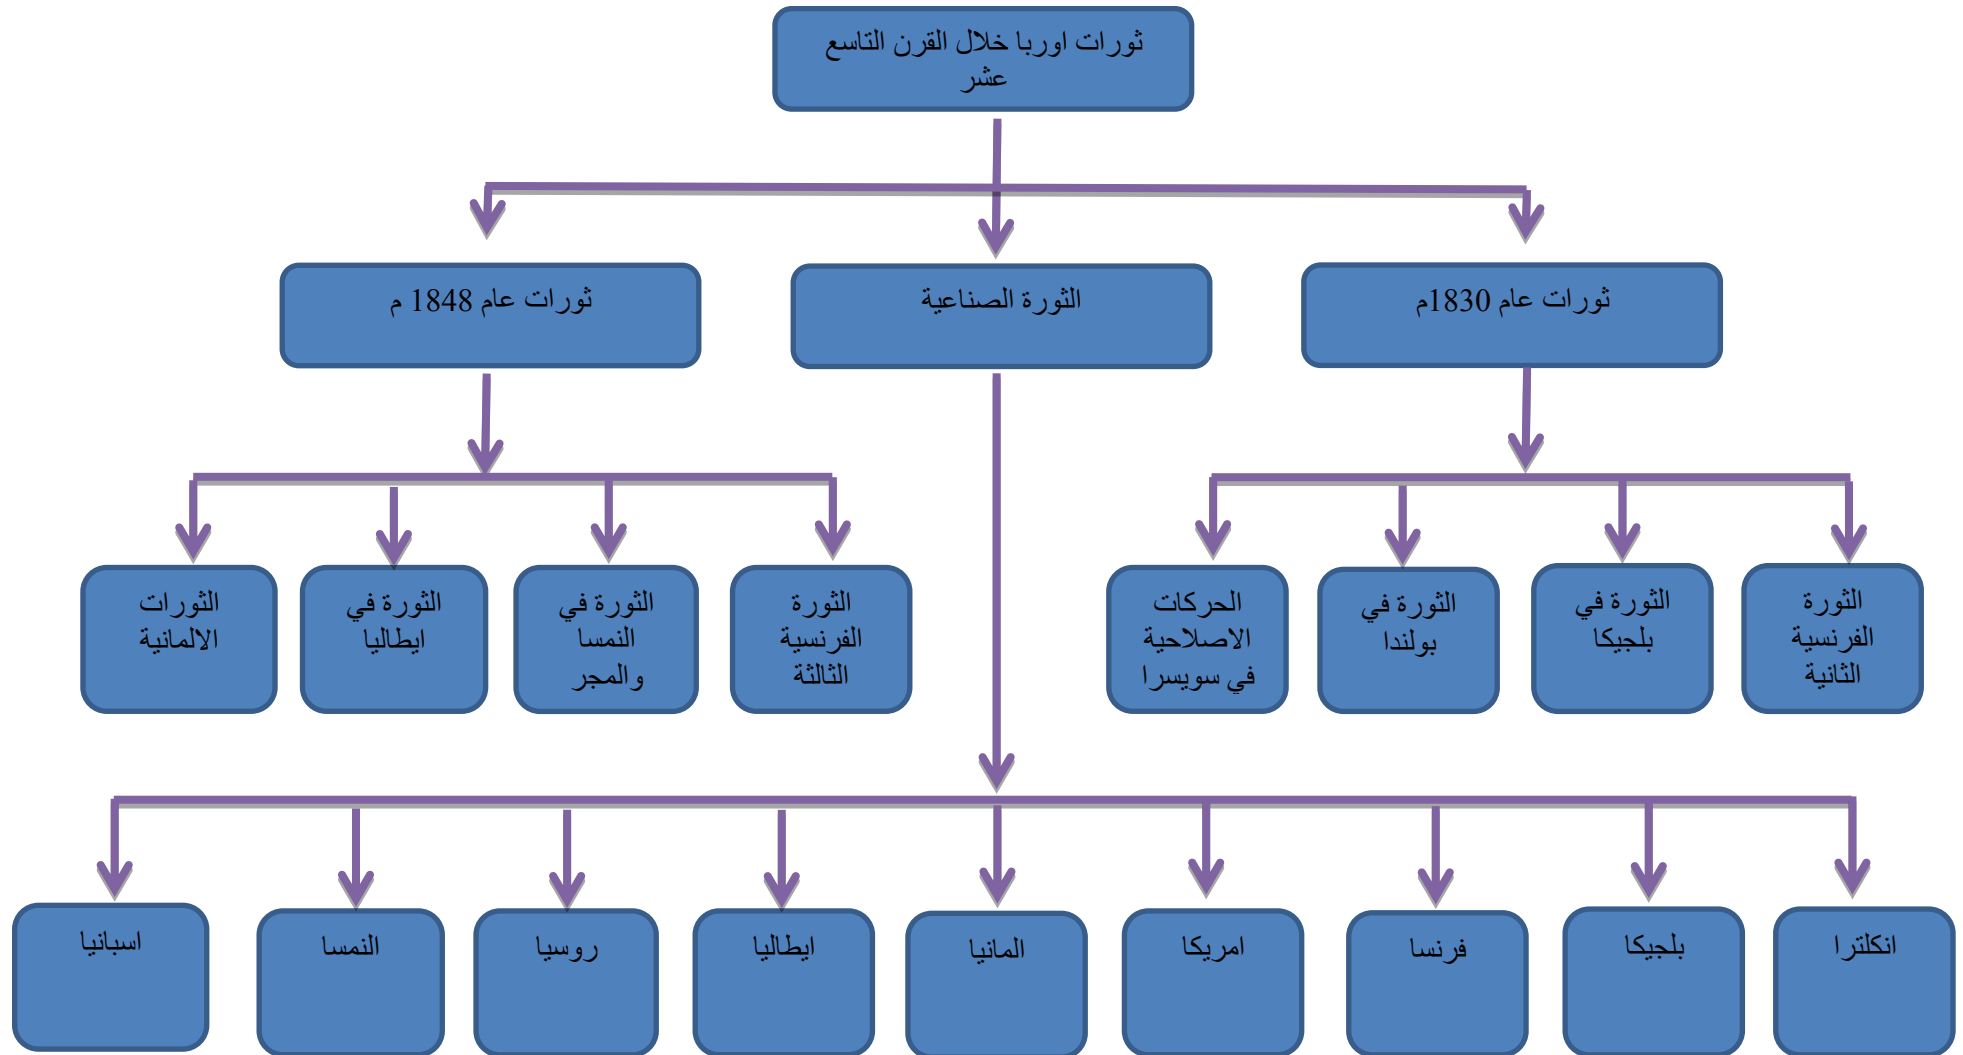 ثورات اوربا خلال القرن التاسع
عشر
ثورات عام 1830م
الثورة الصناعية
ثورات عام 1848 م
الثورة
الفرنسية
الثانية
الثورة في
بلجيكا
الثورة في
بولندا
الحركات
الاصلاحية
في سويسرا
الثورة
الفرنسية
الثالثة
الثورة في
النمسا
والمجر
الثورة في
ايطاليا
الثورات
الالمانية
انكلترا
بلجيكا
فرنسا
امريكا
المانيا
ايطاليا
روسيا
النمسا
اسبانيا